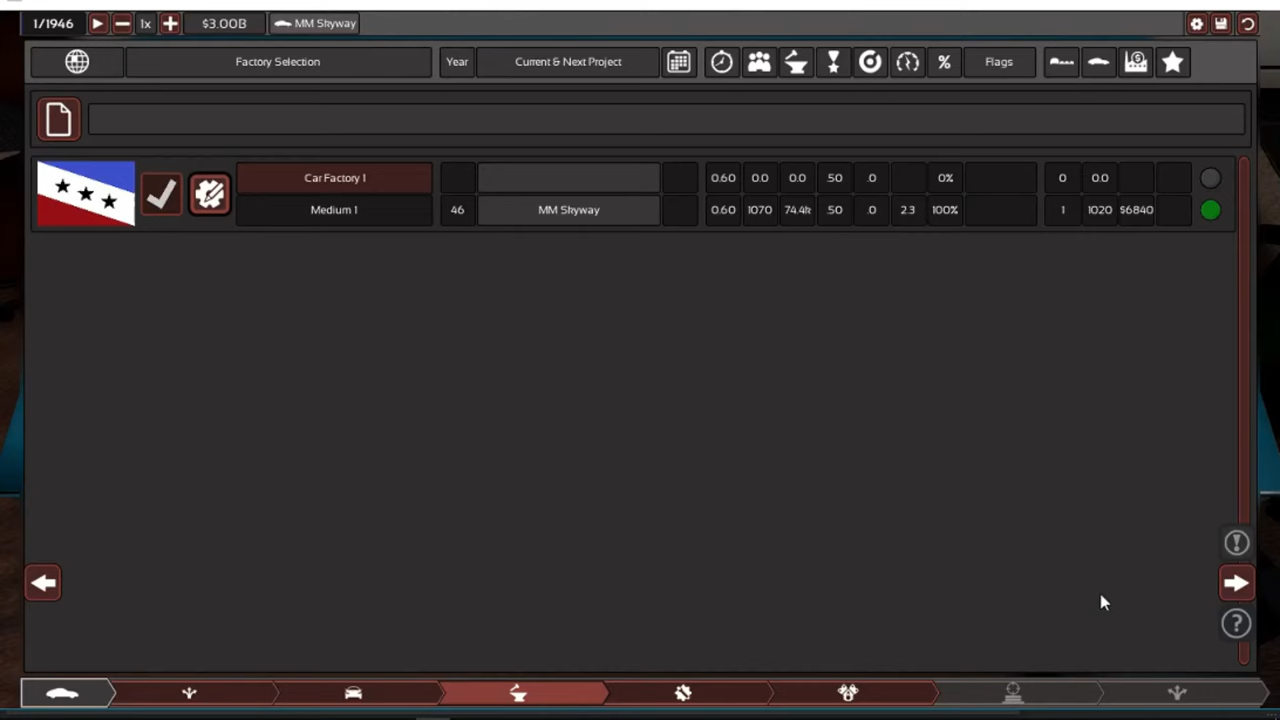 1/1946 1x $3.00B MM Skyway
Factory Selection Year Current & Next Project % Flags
Car Factory 1 0.60 0.0 0.0 50 .0 0% 0 0.0
Medium 1 46 MM Skyway 0.60 1070 74.4k 50 .0 2.3 100% 1 1020 $6840